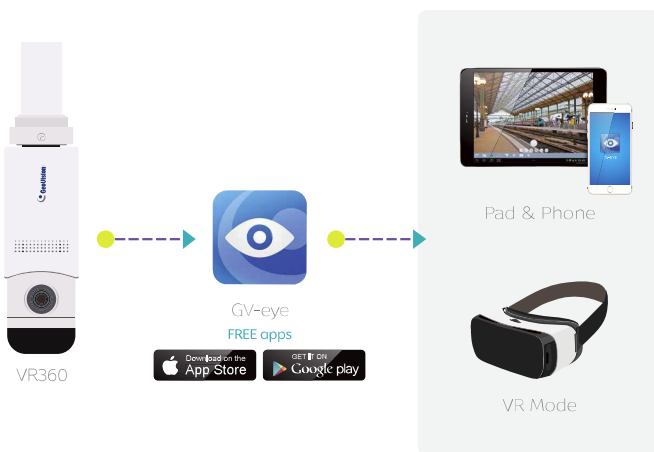 GeoVision
VR360
GV-eye
FREE apps
Download on the
App Store
GET IT ON
Google play
Pad & Phone
VR Mode